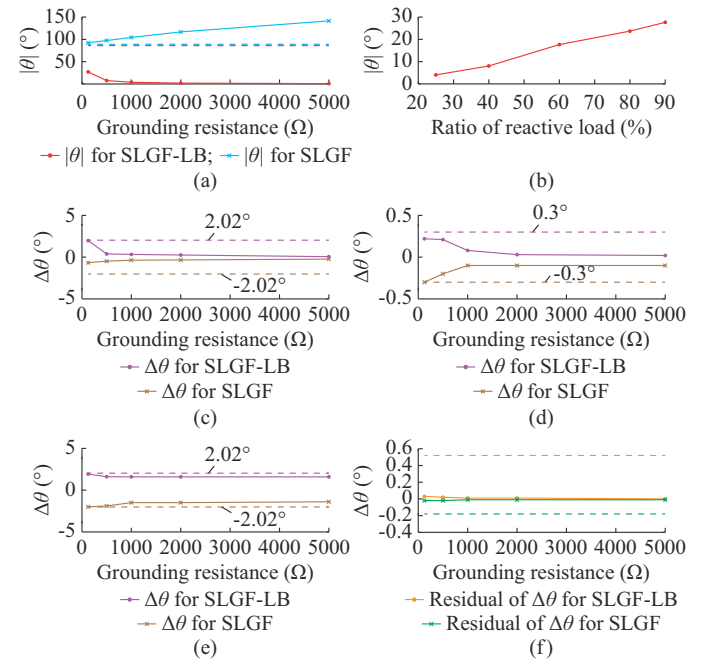 150
100
50
|θ| (°)
0 1000 2000 3000 4000 5000
Grounding resistance (Ω)
|θ| for SLGF-LB; |θ| for SLGF
(a)
30
20
10
0
|θ| (°)
20 30 40 50 60 70 80 90
Ratio of reactive load (%)
(b)
5
0
-5
Δθ (°)
2.02°
-2.02°
0 1000 2000 3000 4000 5000
Grounding resistance (Ω)
Δθ for SLGF-LB
Δθ for SLGF
(c)
0.5
0
-0.5
Δθ (°)
0.3°
-0.3°
0 1000 2000 3000 4000 5000
Grounding resistance (Ω)
Δθ for SLGF-LB
Δθ for SLGF
(d)
5
0
5
Δθ (°)
2.02°
-2.02°
0 1000 2000 3000 4000 5000
Grounding resistance (Ω)
Δθ for SLGF-LB
Δθ for SLGF
(e)
0.6
0.4
0.2
0
-0.2
-0.4
Δθ (°)
0 1000 2000 3000 4000 5000
Grounding resistance (Ω)
Residual of Δθ for SLGF-LB
Residual of Δθ for SLGF
(f)